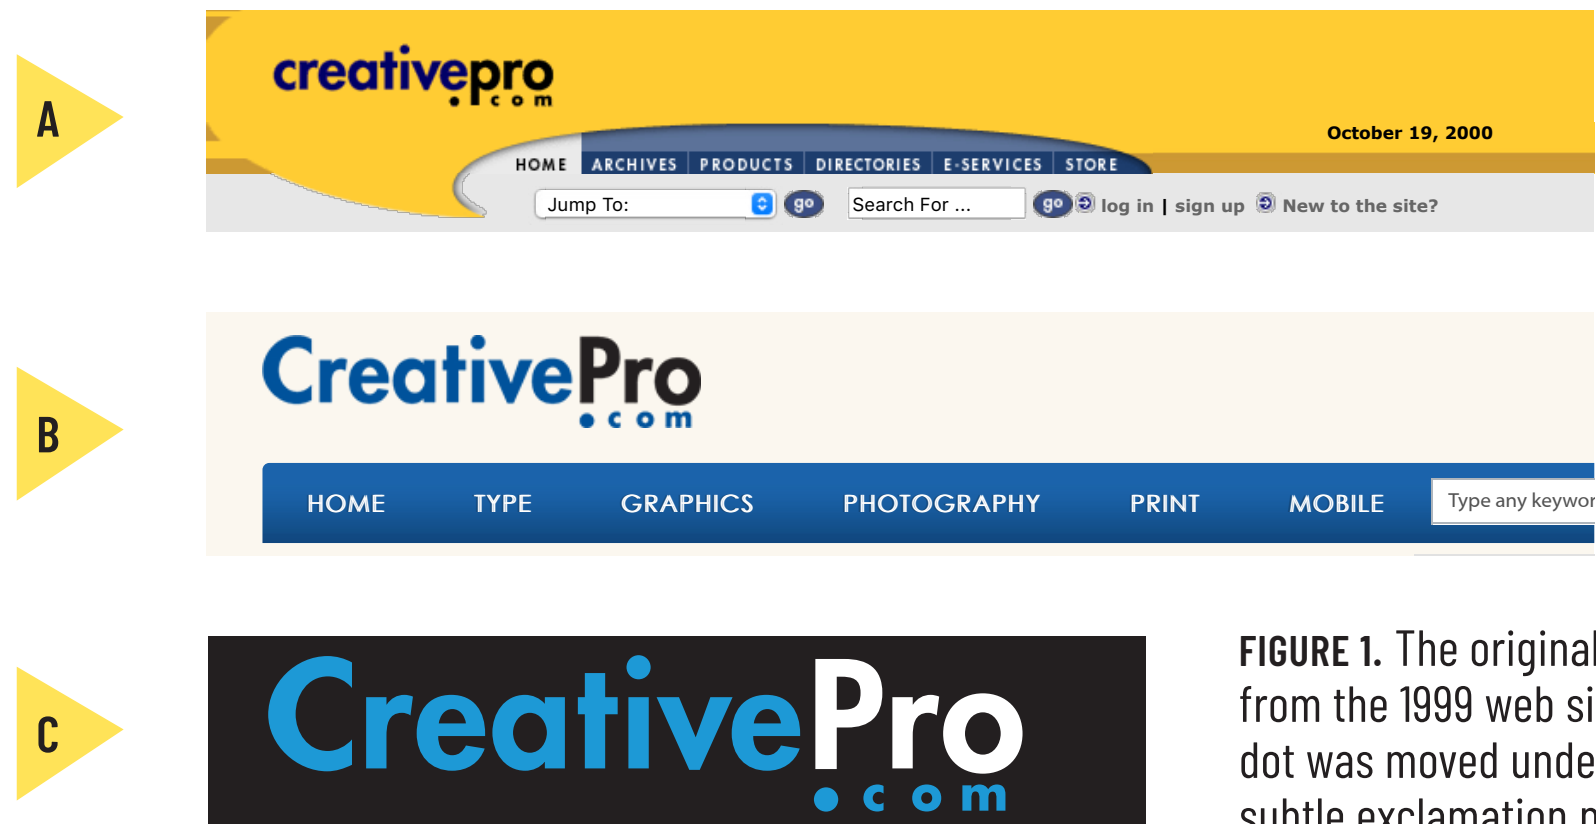 A
creativepro
.com
October 19, 2000
HOME ARCHIVES PRODUCTS DIRECTORIES E-SERVICES STORE
Jump To: go Search For ... go log in | sign up New to the site?
B
CreativePro
.com
HOME TYPE GRAPHICS PHOTOGRAPHY PRINT MOBILE Type any keywor
C
CreativePro
.com
FIGURE 1. The original
from the 1999 web si
dot was moved unde
subtle exclamation